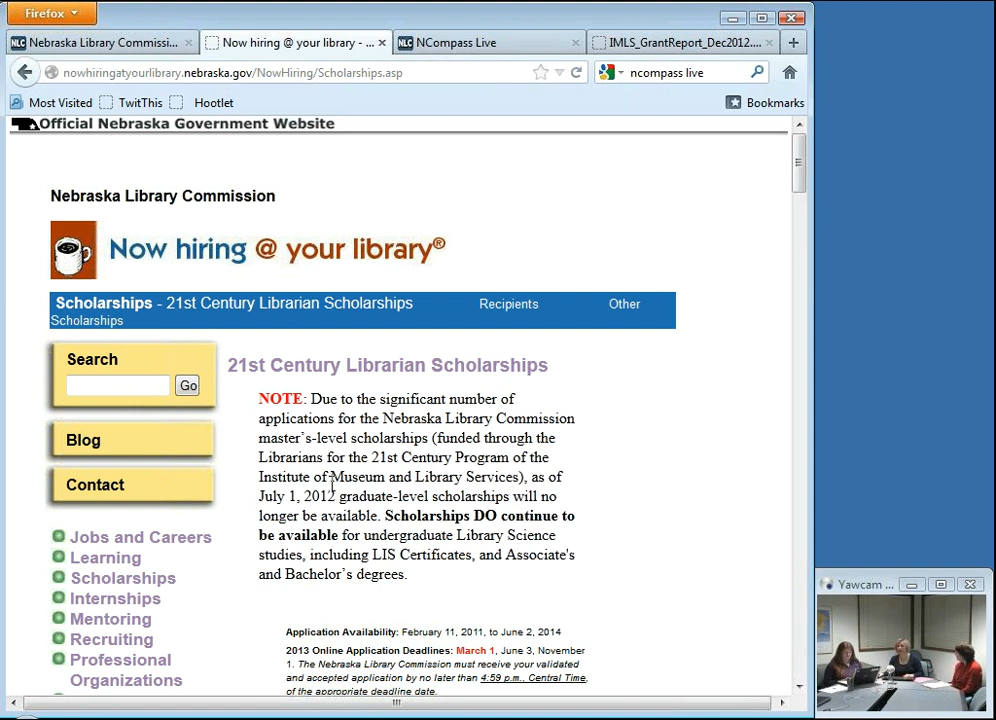 Firefox
NLC Nebraska Library Commissi...
Now hiring @ your library - ...
NLC NCompass Live
IMLS_GrantReport_Dec2012....
nowhiringatyourlibrary.nebraska.gov/NowHiring/Scholarships.asp
ncompass live
Most Visited
TwitThis
Hootlet
Bookmarks
Official Nebraska Government Website
Nebraska Library Commission
Now hiring @ your library®
Scholarships - 21st Century Librarian Scholarships Recipients Other
Scholarships
Search
Go
Blog
Contact
Jobs and Careers
Learning
Scholarships
Internships
Mentoring
Recruiting
Professional
Organizations
21st Century Librarian Scholarships
NOTE: Due to the significant number of
applications for the Nebraska Library Commission
master's-level scholarships (funded through the
Librarians for the 21st Century Program of the
Institute of Museum and Library Services), as of
July 1, 2012 graduate-level scholarships will no
longer be available. Scholarships DO continue to
be available for undergraduate Library Science
studies, including LIS Certificates, and Associate's
and Bachelor's degrees.
Application Availability: February 11, 2011, to June 2, 2014
2013 Online Application Deadlines: March 1, June 3, November
1. The Nebraska Library Commission must receive your validated
and accepted application by no later than 4:59 p.m., Central Time,
of the appropriate deadline date.
Yawcam ...